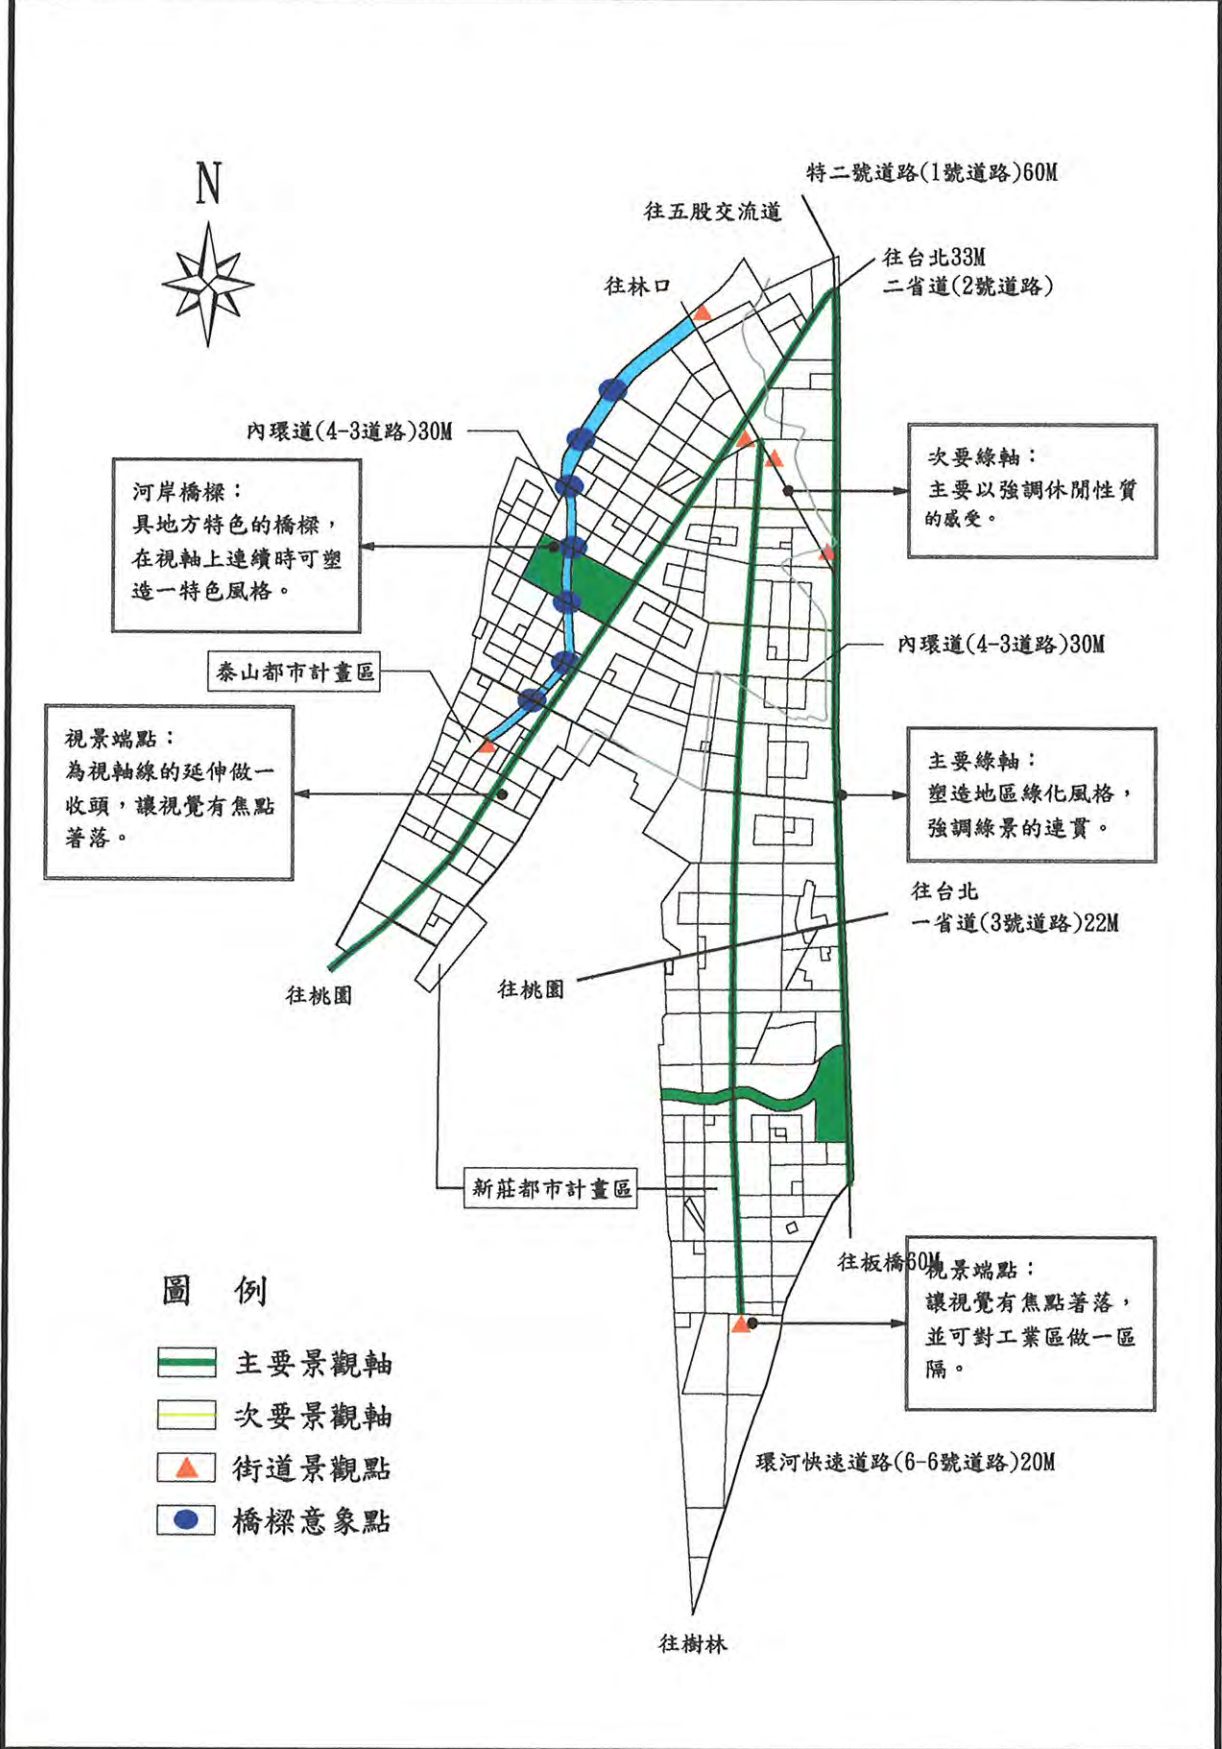 N
特二號道路(1號道路)60M
往五股交流道
往台北33M
二省道(2號道路)
往林口
內環道(4-3道路)30M
次要綠軸：
主要以強調休閒性質
的感受。
河岸橋樑：
具地方特色的橋樑，
在視軸上連續時可塑
造一特色風格。
內環道(4-3道路)30M
泰山都市計畫區
視景端點：
為視軸線的延伸做一
收頭，讓視覺有焦點
著落。
主要綠軸：
塑造地區綠化風格，
強調綠景的連貫。
往台北
一省道(3號道路)22M
往桃園
往桃園
新莊都市計畫區
往板橋60M
視景端點：
讓視覺有焦點著落，
並可對工業區做一區
隔。
圖 例
主要景觀軸
次要景觀軸
街道景觀點
橋樑意象點
環河快速道路(6-6號道路)20M
往樹林